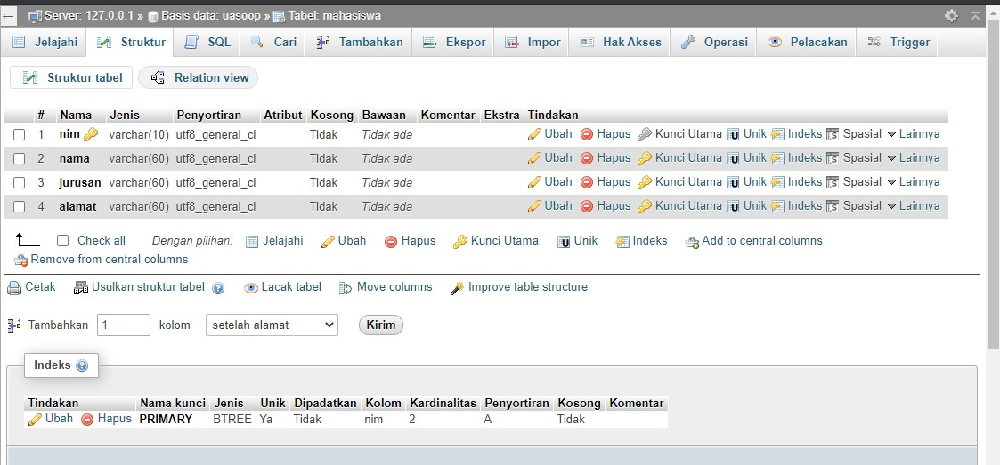 Server: 127.0.0.1 » Basis data: uasoop » Tabel: mahasiswa
Jelajahi Struktur SQL Cari Tambahkan Ekspor Impor Hak Akses Operasi Pelacakan Trigger
Struktur tabel Relation view
# Nama Jenis Penyortiran Atribut Kosong Bawaan Komentar Ekstra Tindakan
1 nim varchar(10) utf8_general_ci Tidak Tidak ada Ubah Hapus Kunci Utama Unik Indeks Spasial Lainnya
2 nama varchar(60) utf8_general_ci Tidak Tidak ada Ubah Hapus Kunci Utama Unik Indeks Spasial Lainnya
3 jurusan varchar(60) utf8_general_ci Tidak Tidak ada Ubah Hapus Kunci Utama Unik Indeks Spasial Lainnya
4 alamat varchar(60) utf8_general_ci Tidak Tidak ada Ubah Hapus Kunci Utama Unik Indeks Spasial Lainnya
Check all Dengan pilihan: Jelajahi Ubah Hapus Kunci Utama Unik Indeks Add to central columns
Remove from central columns
Cetak Usulkan struktur tabel Lacak tabel Move columns Improve table structure
Tambahkan 1 kolom setelah alamat Kirim
Indeks
Tindakan Nama kunci Jenis Unik Dipadatkan Kolom Kardinalitas Penyortiran Kosong Komentar
Ubah Hapus PRIMARY BTREE Ya Tidak nim 2 A Tidak